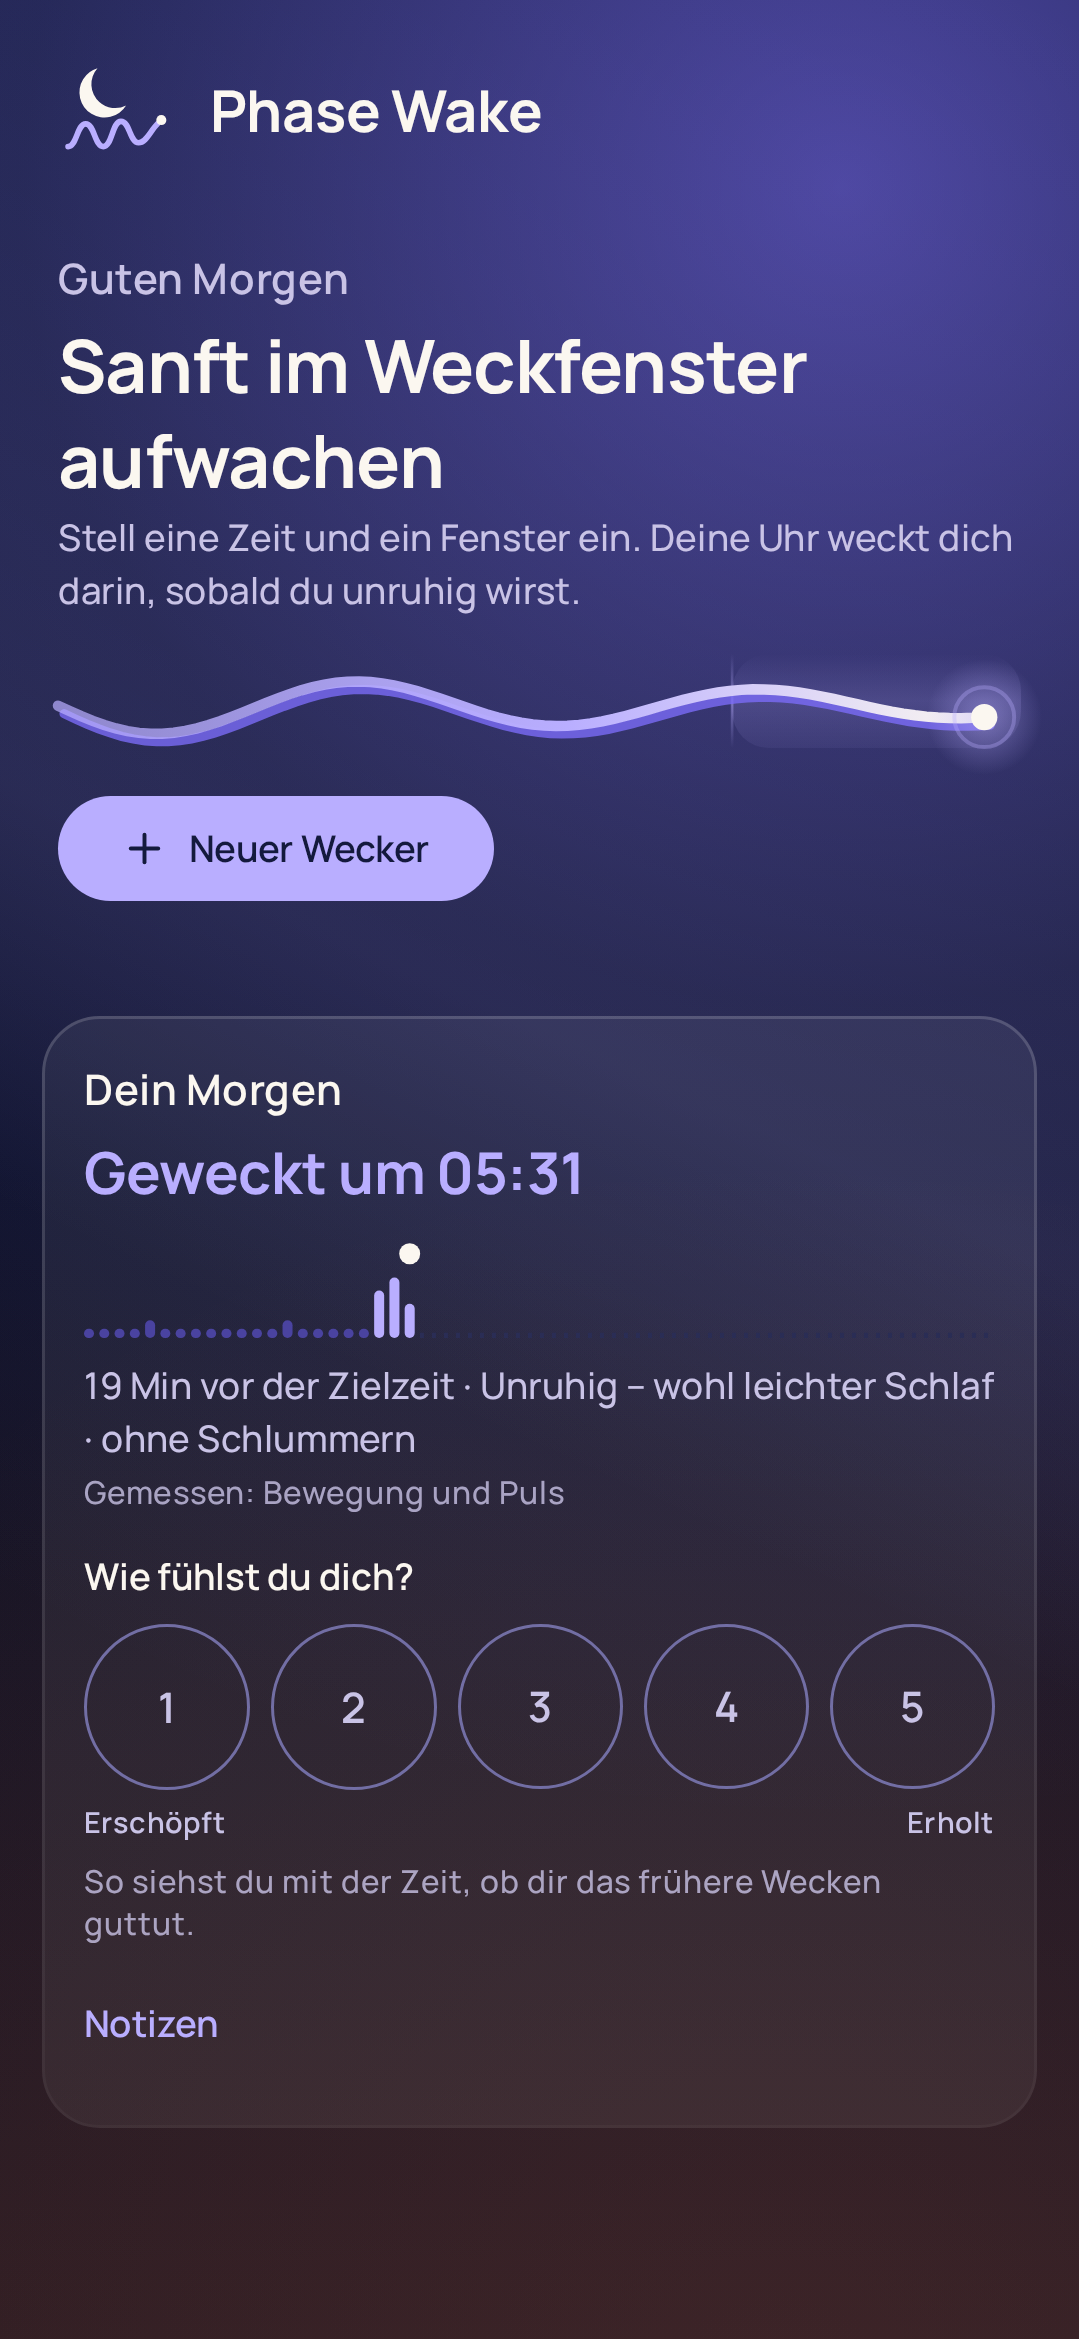 Phase Wake
Guten Morgen
Sanft im Weckfenster
aufwachen
Stell eine Zeit und ein Fenster ein. Deine Uhr weckt dich
darin, sobald du unruhig wirst.
+ Neuer Wecker
Dein Morgen
Geweckt um 05:31
19 Min vor der Zielzeit · Unruhig – wohl leichter Schlaf
· ohne Schlummern
Gemessen: Bewegung und Puls
Wie fühlst du dich?
1 2 3 4 5
Erschöpft Erholt
So siehst du mit der Zeit, ob dir das frühere Wecken
guttut.
Notizen